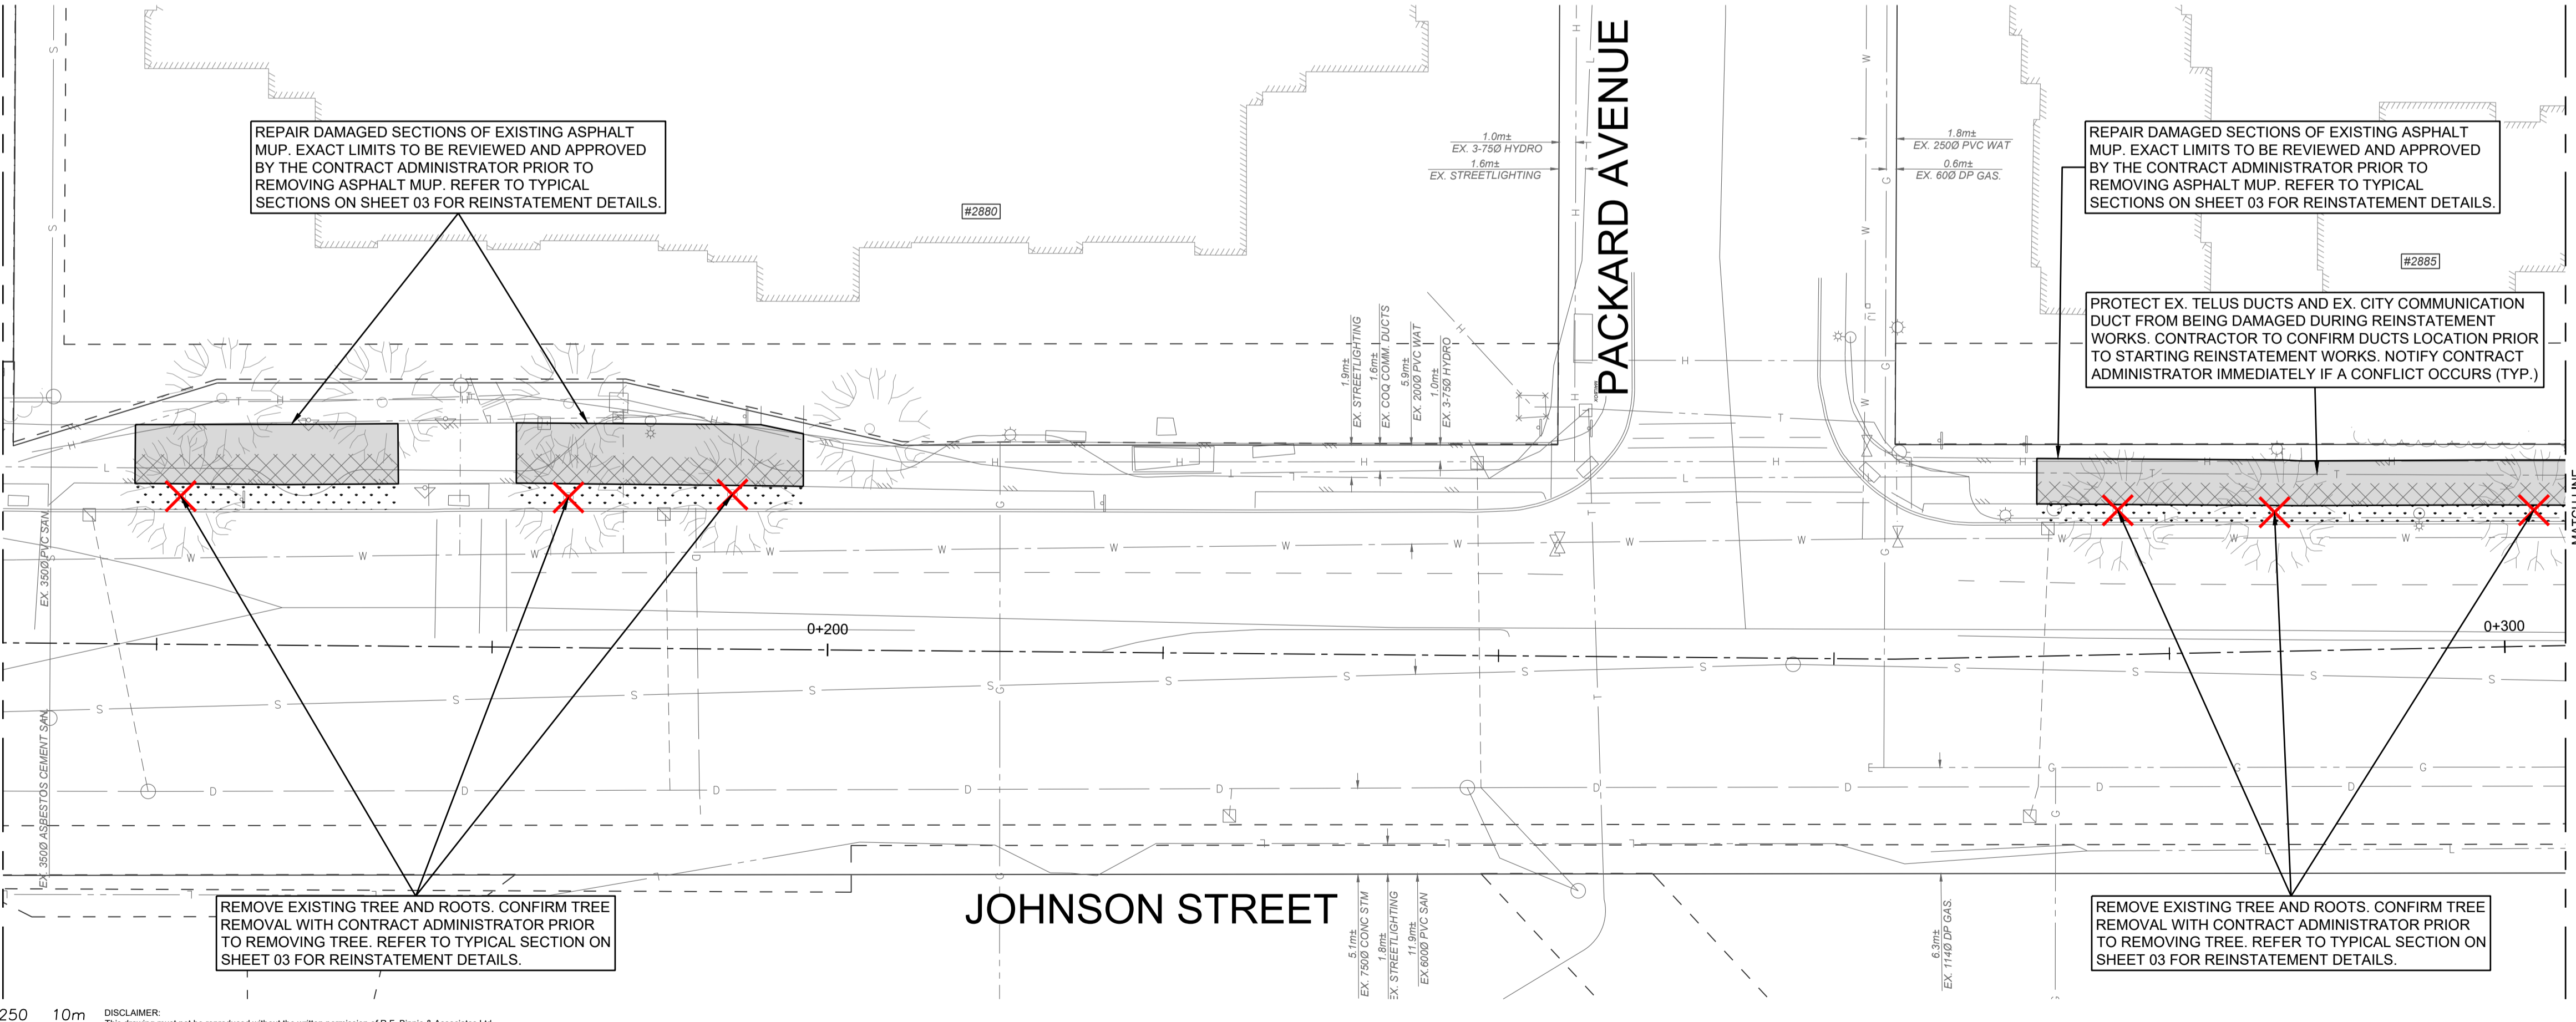 REPAIR DAMAGED SECTIONS OF EXISTING ASPHALT
MUP. EXACT LIMITS TO BE REVIEWED AND APPROVED
BY THE CONTRACT ADMINISTRATOR PRIOR TO
REMOVING ASPHALT MUP. REFER TO TYPICAL
SECTIONS ON SHEET 03 FOR REINSTATEMENT DETAILS.
#2880
1.0m±
EX. 3-75Ø HYDRO
1.6m±
EX. STREETLIGHTING
PACKARD AVENUE
1.8m±
EX. 250Ø PVC WAT
0.6m±
EX. 60Ø DP GAS.
REPAIR DAMAGED SECTIONS OF EXISTING ASPHALT
MUP. EXACT LIMITS TO BE REVIEWED AND APPROVED
BY THE CONTRACT ADMINISTRATOR PRIOR TO
REMOVING ASPHALT MUP. REFER TO TYPICAL
SECTIONS ON SHEET 03 FOR REINSTATEMENT DETAILS.
#2885
PROTECT EX. TELUS DUCTS AND EX. CITY COMMUNICATION
DUCT FROM BEING DAMAGED DURING REINSTATEMENT
WORKS. CONTRACTOR TO CONFIRM DUCTS LOCATION PRIOR
TO STARTING REINSTATEMENT WORKS. NOTIFY CONTRACT
ADMINISTRATOR IMMEDIATELY IF A CONFLICT OCCURS (TYP.)
1.9m±
EX. STREETLIGHTING
1.6m±
EX. COQ COMM. DUCTS
5.9m±
EX. 200Ø PVC WAT
1.0m±
EX. 3-75Ø HYDRO
MATCHLINE
EX. 350Ø PVC SAN.
0+200
0+300
EX. 350Ø ASBESTOS CEMENT SAN.
REMOVE EXISTING TREE AND ROOTS. CONFIRM TREE
REMOVAL WITH CONTRACT ADMINISTRATOR PRIOR
TO REMOVING TREE. REFER TO TYPICAL SECTION ON
SHEET 03 FOR REINSTATEMENT DETAILS.
JOHNSON STREET
5.1m±
EX. 750Ø CONC STM
1.8m±
EX. STREETLIGHTING
11.9m±
EX.600Ø PVC SAN
6.3m±
EX. 114Ø DP GAS.
REMOVE EXISTING TREE AND ROOTS. CONFIRM TREE
REMOVAL WITH CONTRACT ADMINISTRATOR PRIOR
TO REMOVING TREE. REFER TO TYPICAL SECTION ON
SHEET 03 FOR REINSTATEMENT DETAILS.
250 10m
DISCLAIMER: